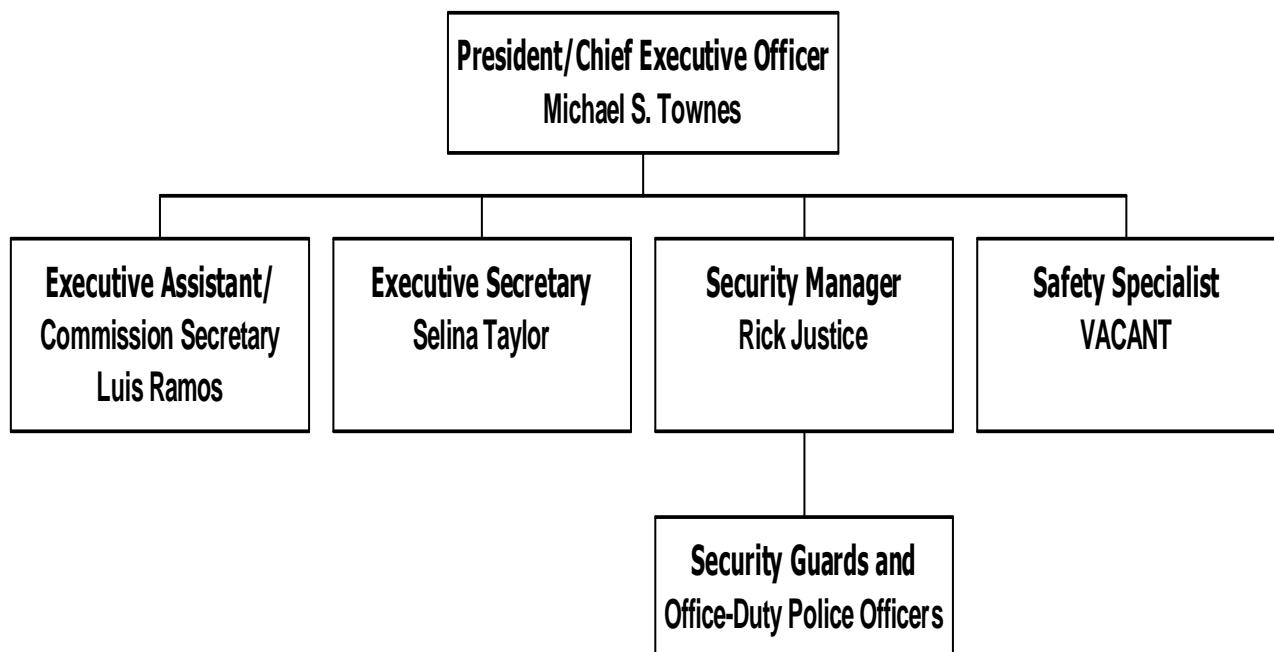 President/Chief Executive Officer
Michael S. Townes
Executive Assistant/
Commission Secretary
Luis Ramos
Executive Secretary
Selina Taylor
Security Manager
Rick Justice
Safety Specialist
VACANT
Security Guards and
Office-Duty Police Officers